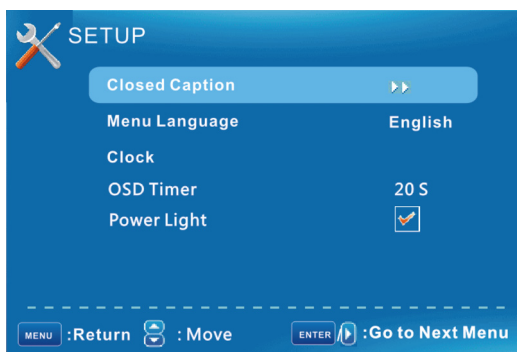 SETUP
Closed Caption
Menu Language English
Clock
OSD Timer 20 S
Power Light
MENU :Return : Move ENTER / :Go to Next Menu